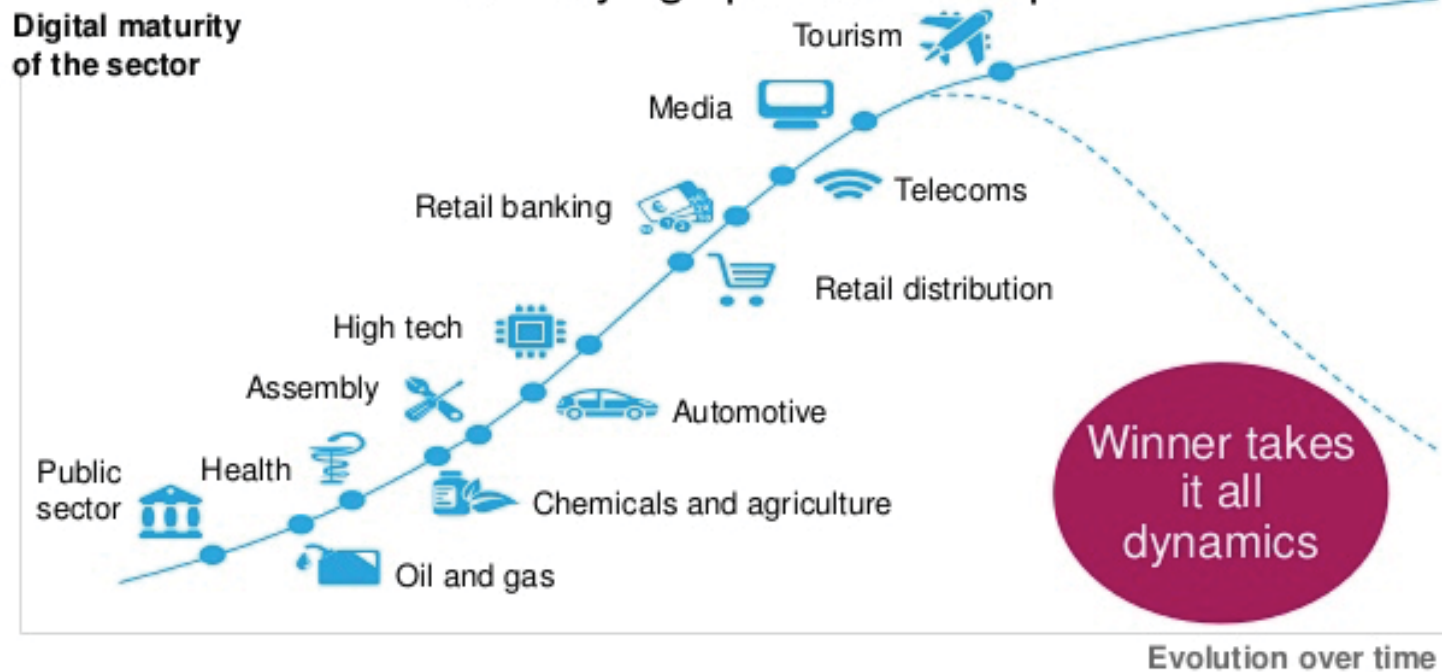 Digital maturity
of the sector
Tourism
Media
Telecoms
Retail banking
Retail distribution
High tech
Assembly
Automotive
Health
Public
sector
Chemicals and agriculture
Oil and gas
Winner takes
it all
dynamics
Evolution over time